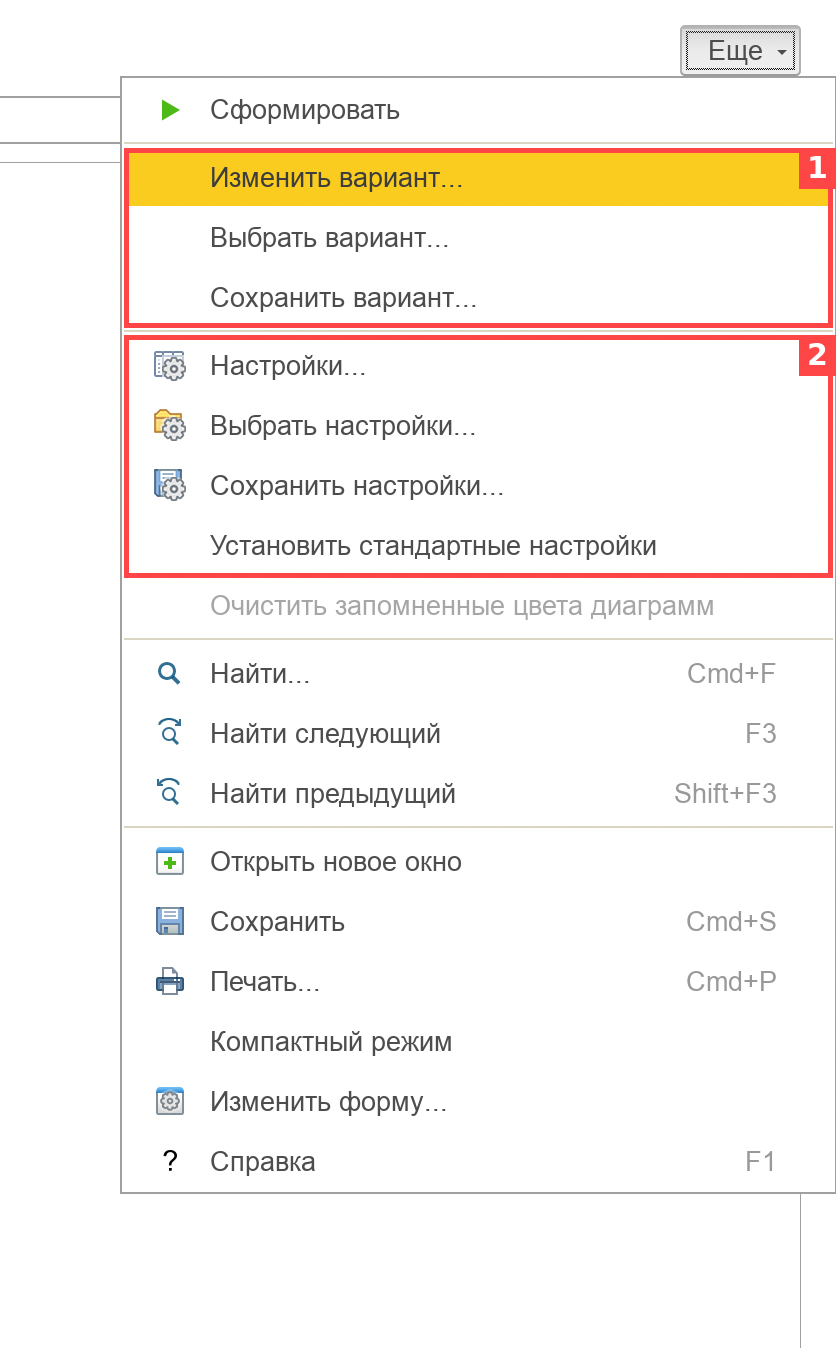 Еще
Сформировать
1
Изменить вариант...
Выбрать вариант...
Сохранить вариант...
2
Настройки...
Выбрать настройки...
Сохранить настройки...
Установить стандартные настройки
Очистить запомненные цвета диаграмм
Найти... Cmd+F
Найти следующий F3
Найти предыдущий Shift+F3
Открыть новое окно
Сохранить Cmd+S
Печать... Cmd+P
Компактный режим
Изменить форму...
? Справка F1